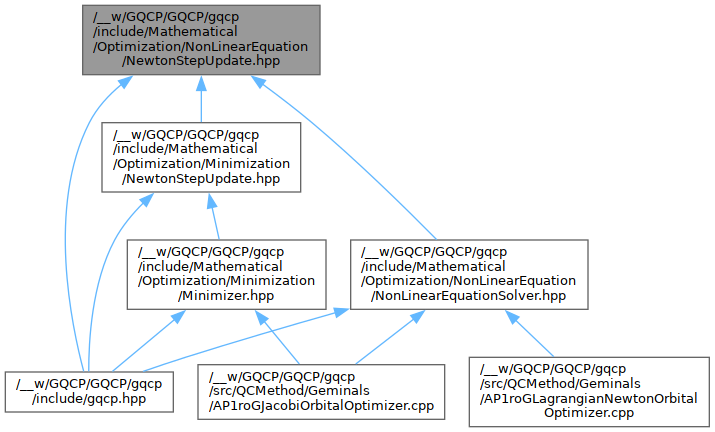 /__w/GQCP/GQCP/gqcp
/include/Mathematical
/Optimization/NonLinearEquation
/NewtonStepUpdate.hpp
/__w/GQCP/GQCP/gqcp
/include/Mathematical
/Optimization/Minimization
/NewtonStepUpdate.hpp
/__w/GQCP/GQCP/gqcp
/include/Mathematical
/Optimization/Minimization
/Minimizer.hpp
/__w/GQCP/GQCP/gqcp
/include/Mathematical
/Optimization/NonLinearEquation
/NonLinearEquationSolver.hpp
/__w/GQCP/GQCP/gqcp
/include/gqcp.hpp
/__w/GQCP/GQCP/gqcp
/src/QCMethod/Geminals
/AP1roGJacobiOrbitalOptimizer.cpp
/__w/GQCP/GQCP/gqcp
/src/QCMethod/Geminals
/AP1roGLagrangianNewtonOrbital
Optimizer.cpp